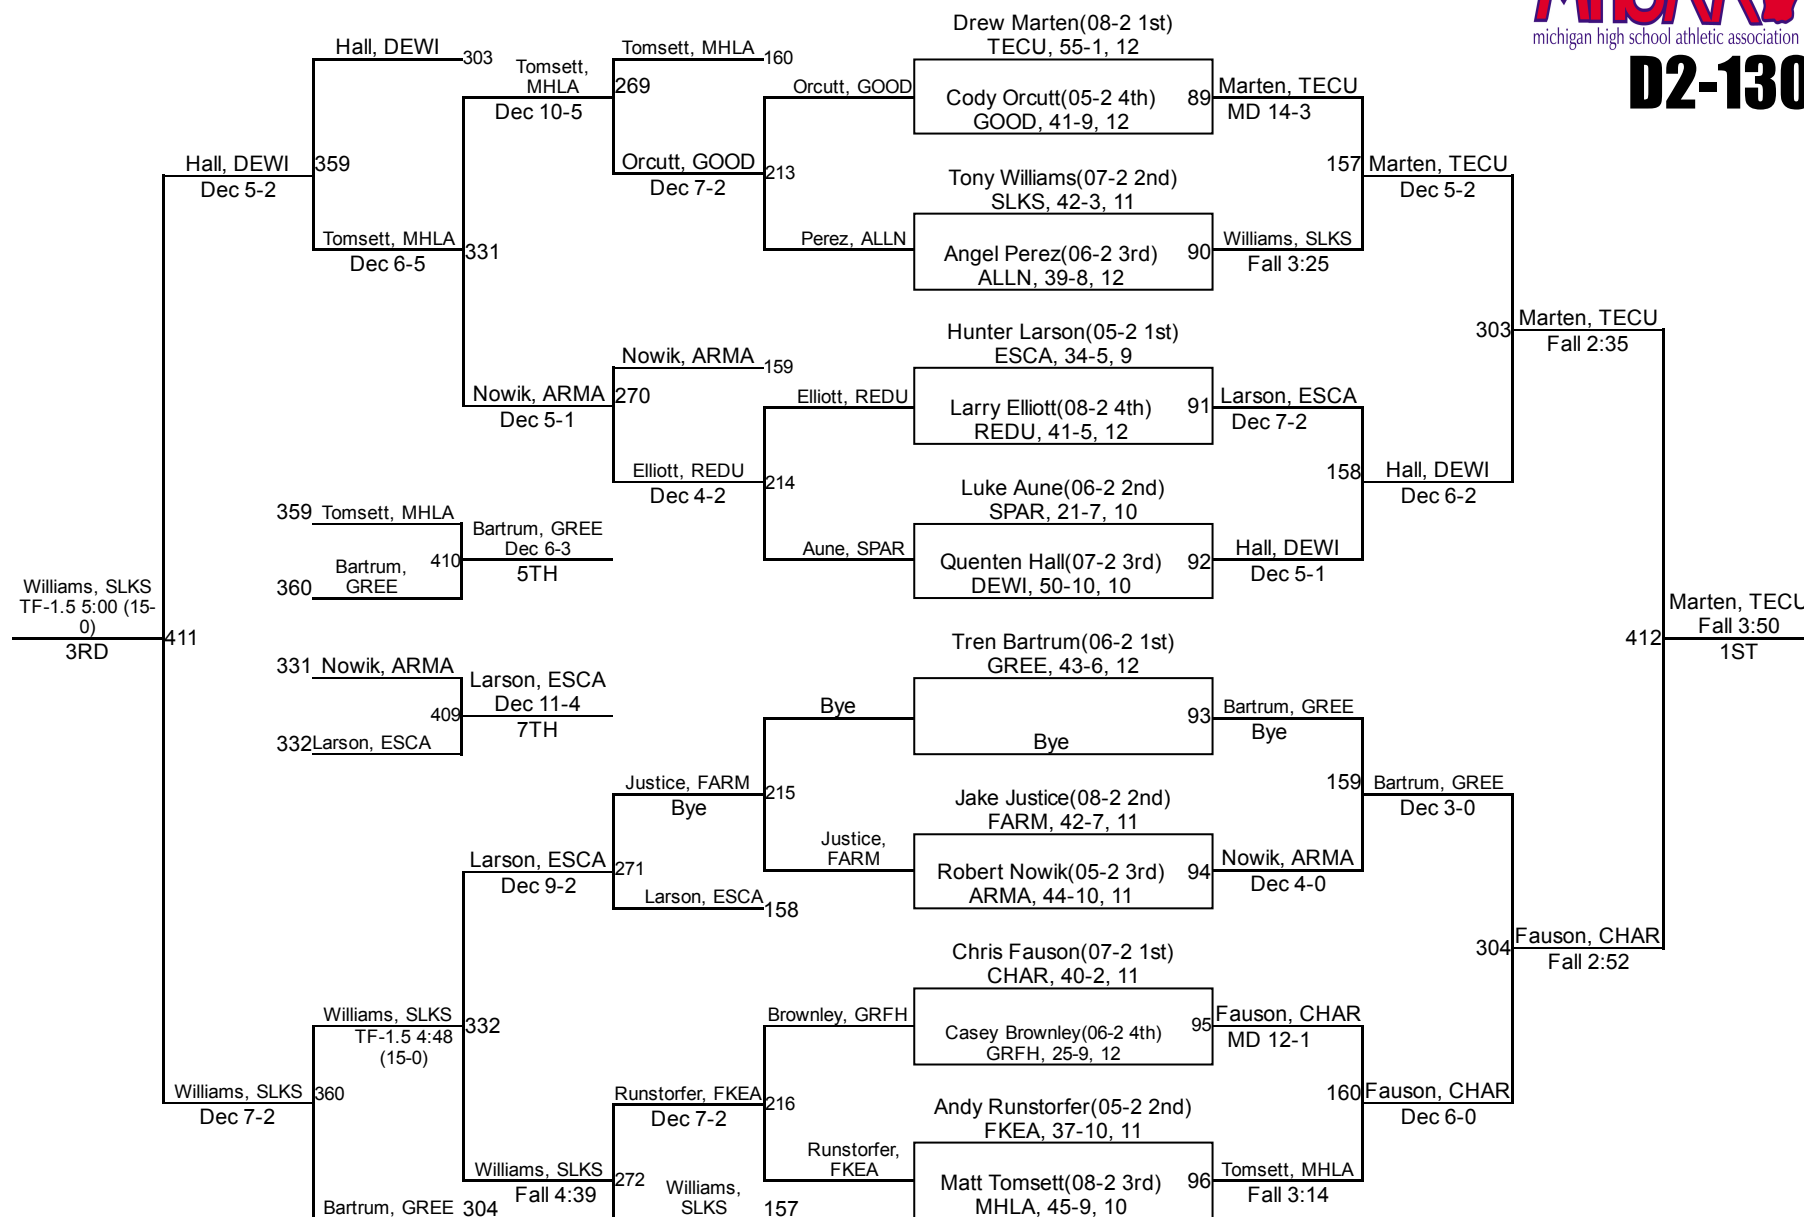 MHSAA
michigan high school athletic association
D2-130
Hall, DEWI
303
Tomsett,
MHLA
Dec 10-5
Tomsett, MHLA
160
269
Orcutt, GOOD
Drew Marten(08-2 1st)
TECU, 55-1, 12
Cody Orcutt(05-2 4th)
GOOD, 41-9, 12
89
Marten, TECU
MD 14-3
Hall, DEWI
Dec 5-2
359
Orcutt, GOOD
Dec 7-2
213
Tony Williams(07-2 2nd)
SLKS, 42-3, 11
157
Marten, TECU
Dec 5-2
Tomsett, MHLA
Dec 6-5
331
Perez, ALLN
Angel Perez(06-2 3rd)
ALLN, 39-8, 12
90
Williams, SLKS
Fall 3:25
303
Marten, TECU
Fall 2:35
Nowik, ARMA
159
Hunter Larson(05-2 1st)
ESCA, 34-5, 9
Nowik, ARMA
Dec 5-1
270
Elliott, REDU
Larry Elliott(08-2 4th)
REDU, 41-5, 12
91
Larson, ESCA
Dec 7-2
Elliott, REDU
Dec 4-2
214
Luke Aune(06-2 2nd)
SPAR, 21-7, 10
158
Hall, DEWI
Dec 6-2
359
Tomsett, MHLA
Bartrum, GREE
Dec 6-3
5TH
410
360
Bartrum,
GREE
Aune, SPAR
Quenten Hall(07-2 3rd)
DEWI, 50-10, 10
92
Hall, DEWI
Dec 5-1
Williams, SLKS
TF-1.5 5:00 (15-
0)
3RD
411
412
Marten, TECU
Fall 3:50
1ST
331
Nowik, ARMA
Larson, ESCA
Dec 11-4
7TH
409
332
Larson, ESCA
Tren Bartrum(06-2 1st)
GREE, 43-6, 12
Bye
Bye
93
Bartrum, GREE
Bye
Justice, FARM
Bye
215
Jake Justice(08-2 2nd)
FARM, 42-7, 11
159
Bartrum, GREE
Dec 3-0
Larson, ESCA
Dec 9-2
271
Justice,
FARM
Robert Nowik(05-2 3rd)
ARMA, 44-10, 11
94
Nowik, ARMA
Dec 4-0
Larson, ESCA
158
Chris Fauson(07-2 1st)
CHAR, 40-2, 11
304
Fauson, CHAR
Fall 2:52
Williams, SLKS
TF-1.5 4:48
(15-0)
332
Brownley, GRFH
Casey Brownley(06-2 4th)
GRFH, 25-9, 12
95
Fauson, CHAR
MD 12-1
Williams, SLKS
Dec 7-2
360
Runstorfer, FKEA
Dec 7-2
216
Andy Runstorfer(05-2 2nd)
FKEA, 37-10, 11
160
Fauson, CHAR
Dec 6-0
Williams, SLKS
Fall 4:39
272
Runstorfer,
FKEA
Matt Tomsett(08-2 3rd)
MHLA, 45-9, 10
96
Tomsett, MHLA
Fall 3:14
Bartrum, GREE
304
Williams,
SLKS
157